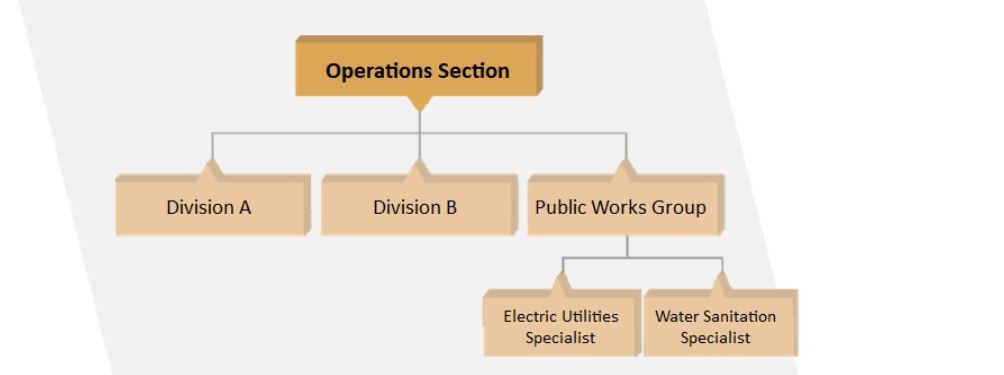 Operations Section
Division A
Division B
Public Works Group
Electric Utilities
Specialist
Water Sanitation
Specialist